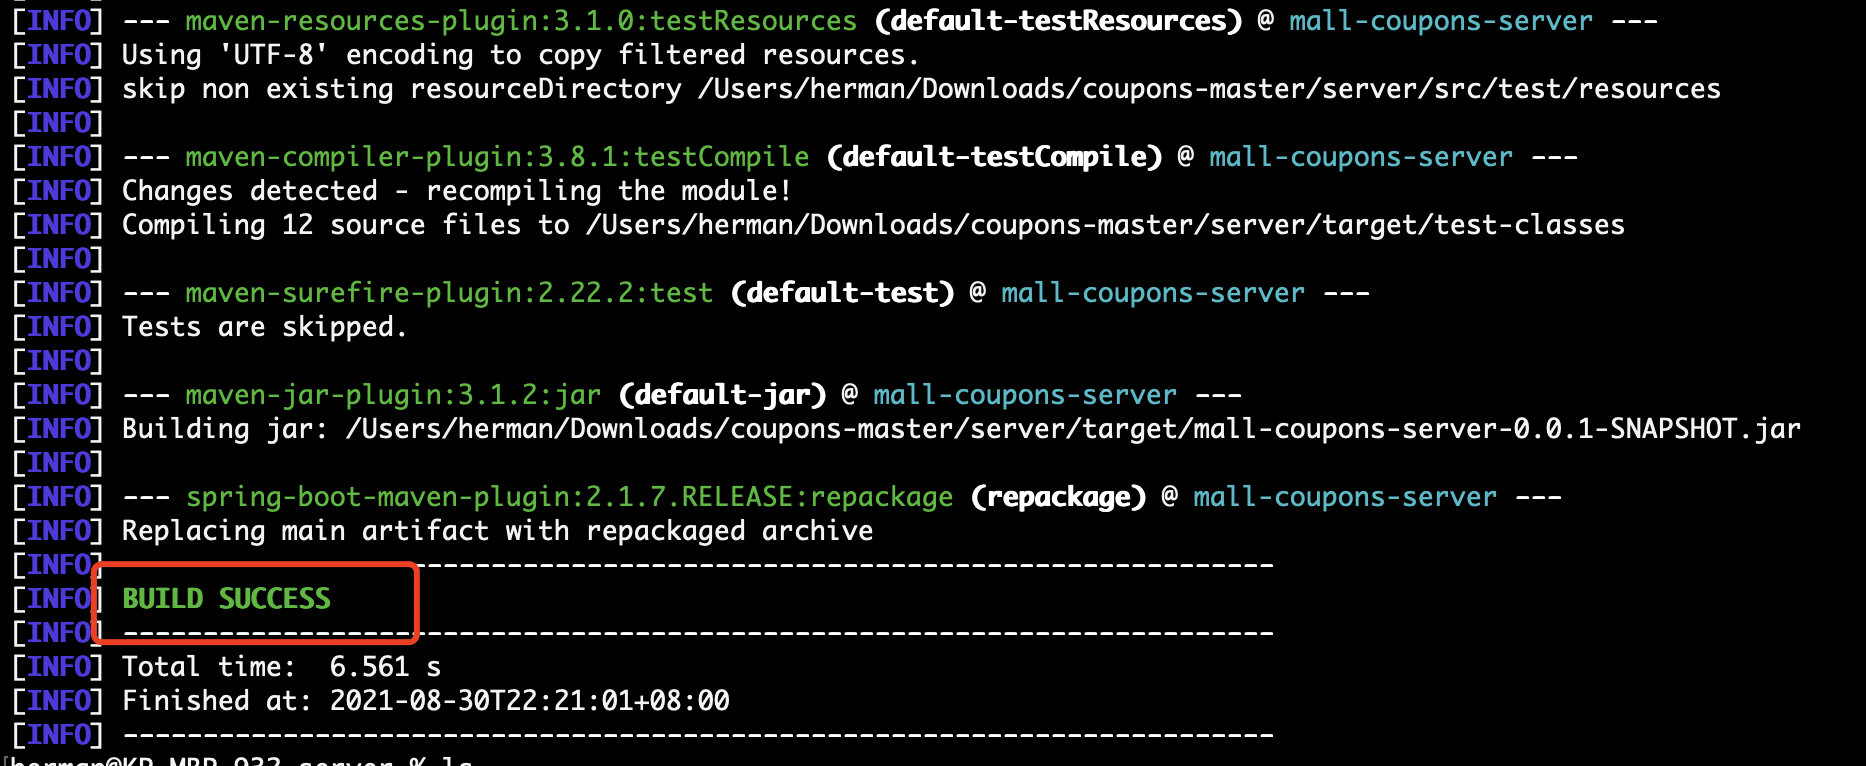 [INFO] --- maven-resources-plugin:3.1.0:testResources (default-testResources) @ mall-coupons-server ---
[INFO] Using 'UTF-8' encoding to copy filtered resources.
[INFO] skip non existing resourceDirectory /Users/herman/Downloads/coupons-master/server/src/test/resources
[INFO]
[INFO] --- maven-compiler-plugin:3.8.1:testCompile (default-testCompile) @ mall-coupons-server ---
[INFO] Changes detected - recompiling the module!
[INFO] Compiling 12 source files to /Users/herman/Downloads/coupons-master/server/target/test-classes
[INFO]
[INFO] --- maven-surefire-plugin:2.22.2:test (default-test) @ mall-coupons-server ---
[INFO] Tests are skipped.
[INFO]
[INFO] --- maven-jar-plugin:3.1.2:jar (default-jar) @ mall-coupons-server ---
[INFO] Building jar: /Users/herman/Downloads/coupons-master/server/target/mall-coupons-server-0.0.1-SNAPSHOT.jar
[INFO]
[INFO] --- spring-boot-maven-plugin:2.1.7.RELEASE:repackage (repackage) @ mall-coupons-server ---
[INFO] Replacing main artifact with repackaged archive
[INFO] ------------------------------------------------------------------------
[INFO] BUILD SUCCESS
[INFO] ------------------------------------------------------------------------
[INFO] Total time:  6.561 s
[INFO] Finished at: 2021-08-30T22:21:01+08:00
[INFO] ------------------------------------------------------------------------
server % ls